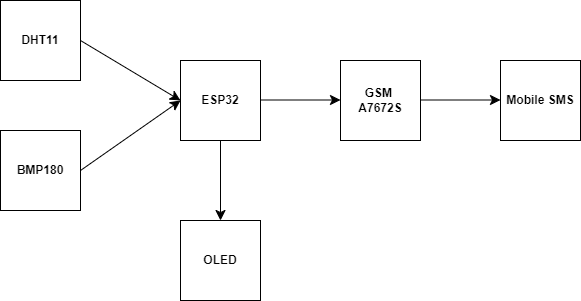 DHT11
ESP32
GSM
A7672S
Mobile SMS
BMP180
OLED